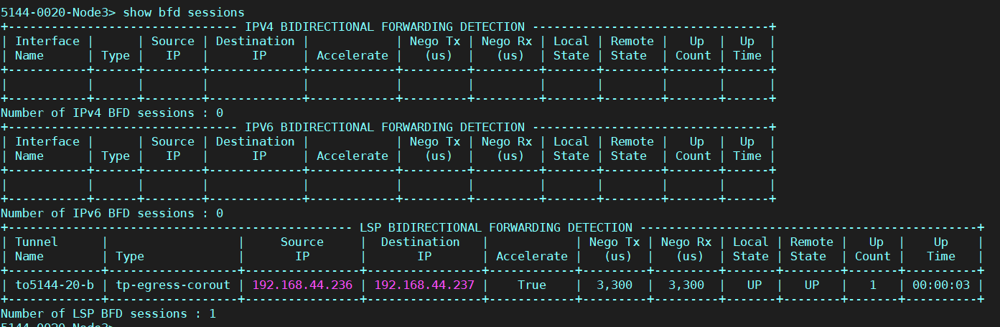 5144-0020-Node3> show bfd sessions
+-------------------------------- IPV4 BIDIRECTIONAL FORWARDING DETECTION ---------------------------------+
| Interface |      | Source | Destination |            | Nego Tx | Nego Rx | Local | Remote |   Up  |  Up  |
| Name      | Type |   IP   |      IP     | Accelerate |   (us)  |   (us)  | State | State  | Count | Time |
+-----------+------+--------+-------------+------------+---------+---------+-------+--------+-------+------+
|           |      |        |             |            |         |         |       |        |       |      |
+-----------+------+--------+-------------+------------+---------+---------+-------+--------+-------+------+
Number of IPv4 BFD sessions : 0
+-------------------------------- IPV6 BIDIRECTIONAL FORWARDING DETECTION ---------------------------------+
| Interface |      | Source | Destination |            | Nego Tx | Nego Rx | Local | Remote |   Up  |  Up  |
| Name      | Type |   IP   |      IP     | Accelerate |   (us)  |   (us)  | State | State  | Count | Time |
+-----------+------+--------+-------------+------------+---------+---------+-------+--------+-------+------+
|           |      |        |             |            |         |         |       |        |       |      |
+-----------+------+--------+-------------+------------+---------+---------+-------+--------+-------+------+
Number of IPv6 BFD sessions : 0
+------------------------------------------------ LSP BIDIRECTIONAL FORWARDING DETECTION -----------------------------------------------+
| Tunnel      |                  |     Source     |  Destination   |            | Nego Tx | Nego Rx | Local | Remote |   Up  |    Up    |
| Name        | Type             |       IP       |       IP       | Accelerate |   (us)  |   (us)  | State | State  | Count |   Time   |
+-------------+------------------+----------------+----------------+------------+---------+---------+-------+--------+-------+----------+
| to5144-20-b | tp-egress-corout | 192.168.44.236 | 192.168.44.237 |    True    |  3,300  |  3,300  |   UP  |   UP   |   1   | 00:00:03 |
+-------------+------------------+----------------+----------------+------------+---------+---------+-------+--------+-------+----------+
Number of LSP BFD sessions : 1
5144-0020-Node3>